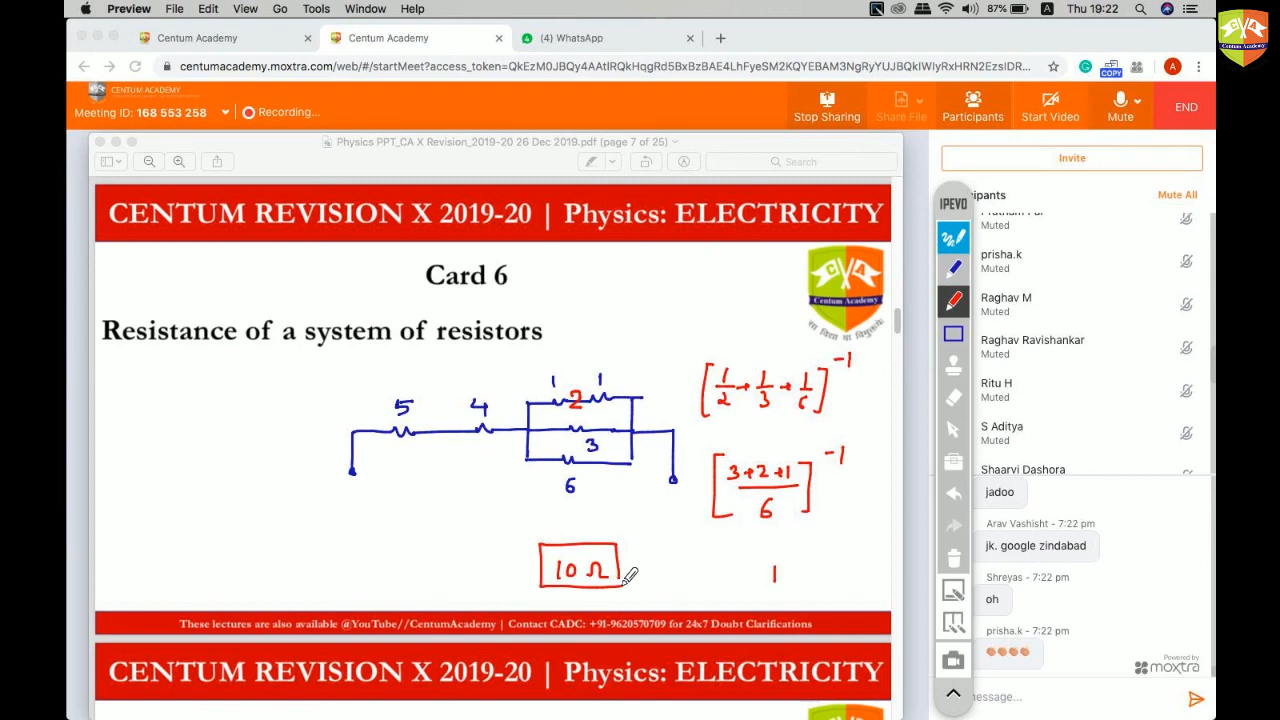 Preview File Edit View Go Tools Window Help
87% A Thu 19:22
Centum Academy
Centum Academy
(4) WhatsApp
COPY
A
CENTUM ACADEMY
Meeting ID: 168 553 258
Recording...
Stop Sharing
Share File
Participants
Start Video
Mute
END
Physics PPT_CA X Revision_2019-20 26 Dec 2019.pdf (page 7 of 25)
Search
CENTUM REVISION X 2019-20 | Physics: ELECTRICITY
Card 6
Centum Academy
Resistance of a system of resistors
5 4 1 1
2
3
6
[1/2 + 1/3 + 1/6]^-1
[3+2+1/6]^-1
10 Ω
1
These lectures are also available @YouTube//CentumAcademy | Contact CADC: +91-9620570709 for 24x7 Doubt Clarifications
CENTUM REVISION X 2019-20 | Physics: ELECTRICITY
IPEVO
Invite
Mute All
Muted
prisha.k
Muted
Raghav M
Muted
Raghav Ravishankar
Muted
Ritu H
Muted
S Aditya
Muted
Shaarvi Dashora
jadoo
Arav Vashisht - 7:22 pm
jk. google zindabad
Shreyas - 7:22 pm
oh
prisha.k - 7:22 pm
Powered by
moxtra